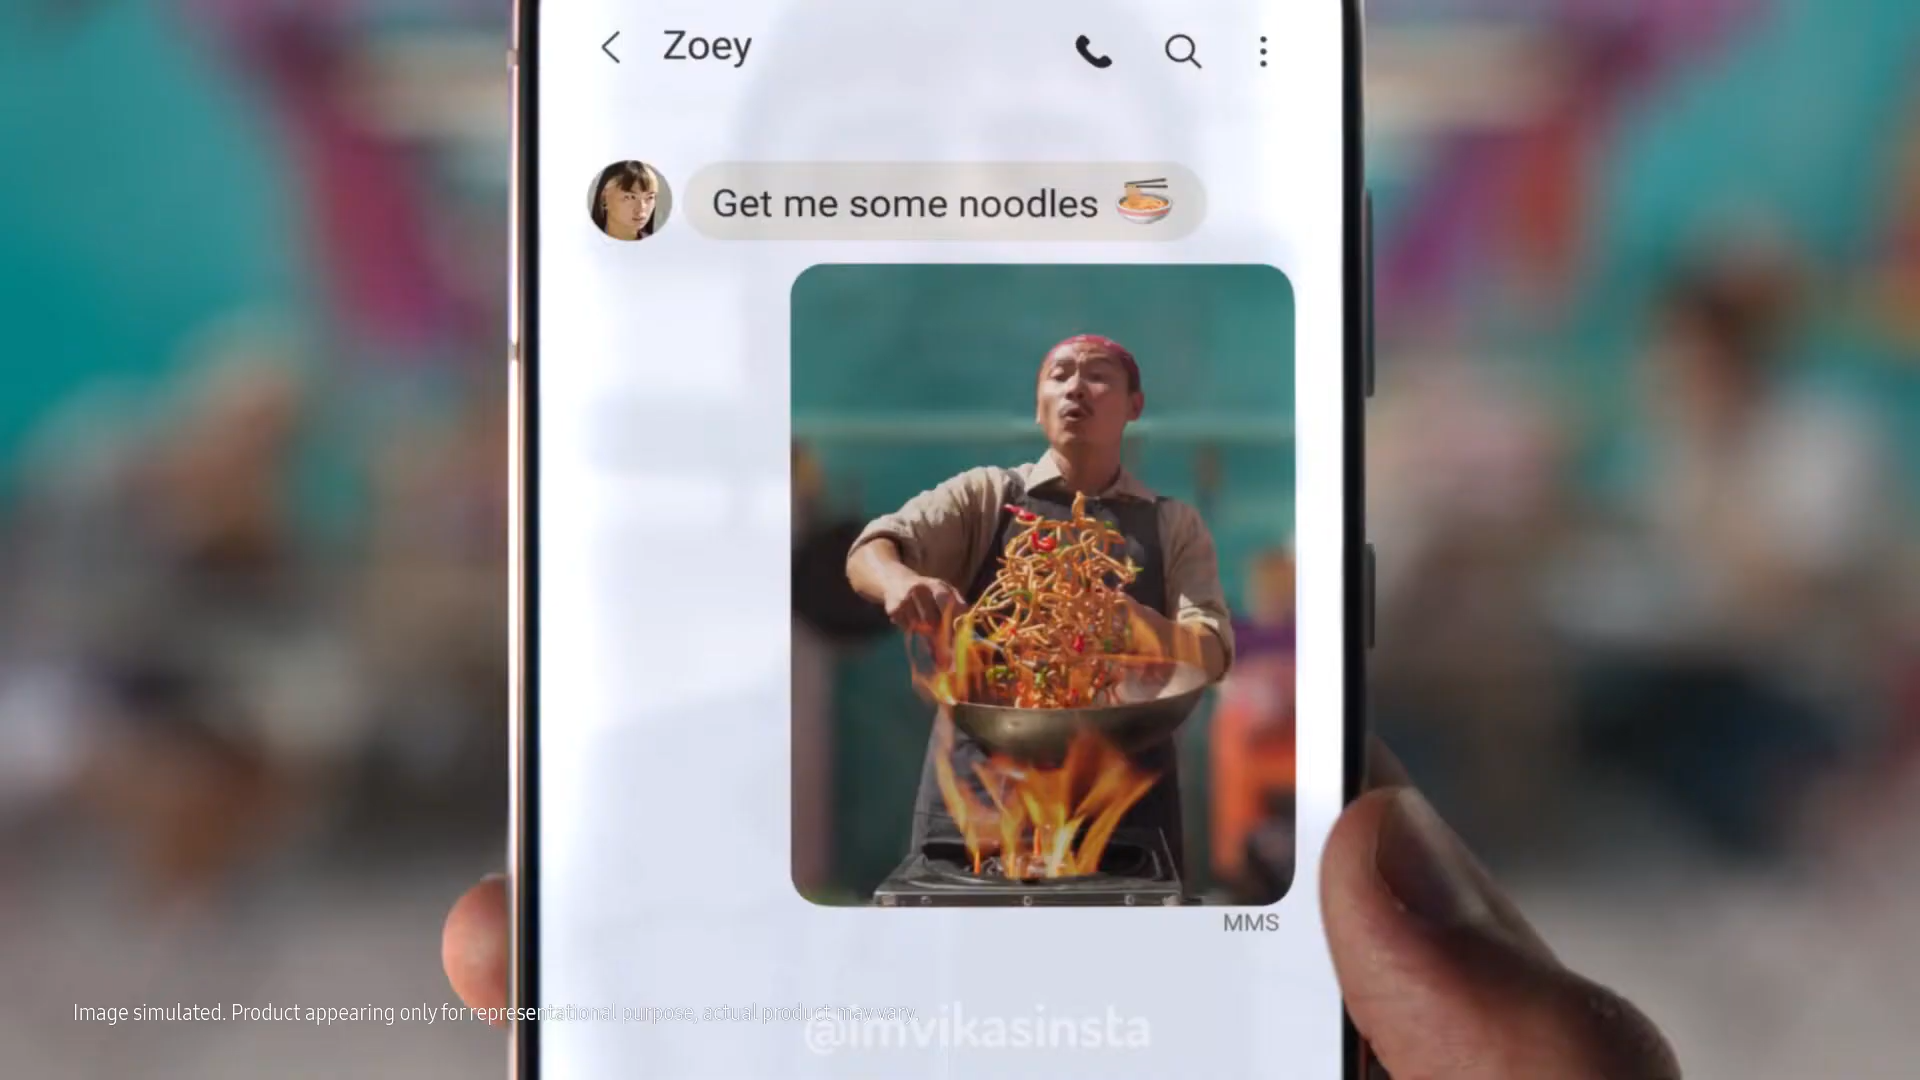 Zoey
Get me some noodles 🍜
MMS
Image simulated. Product appearing only for representational purpose, actual product may vary.
@imvikasinsta